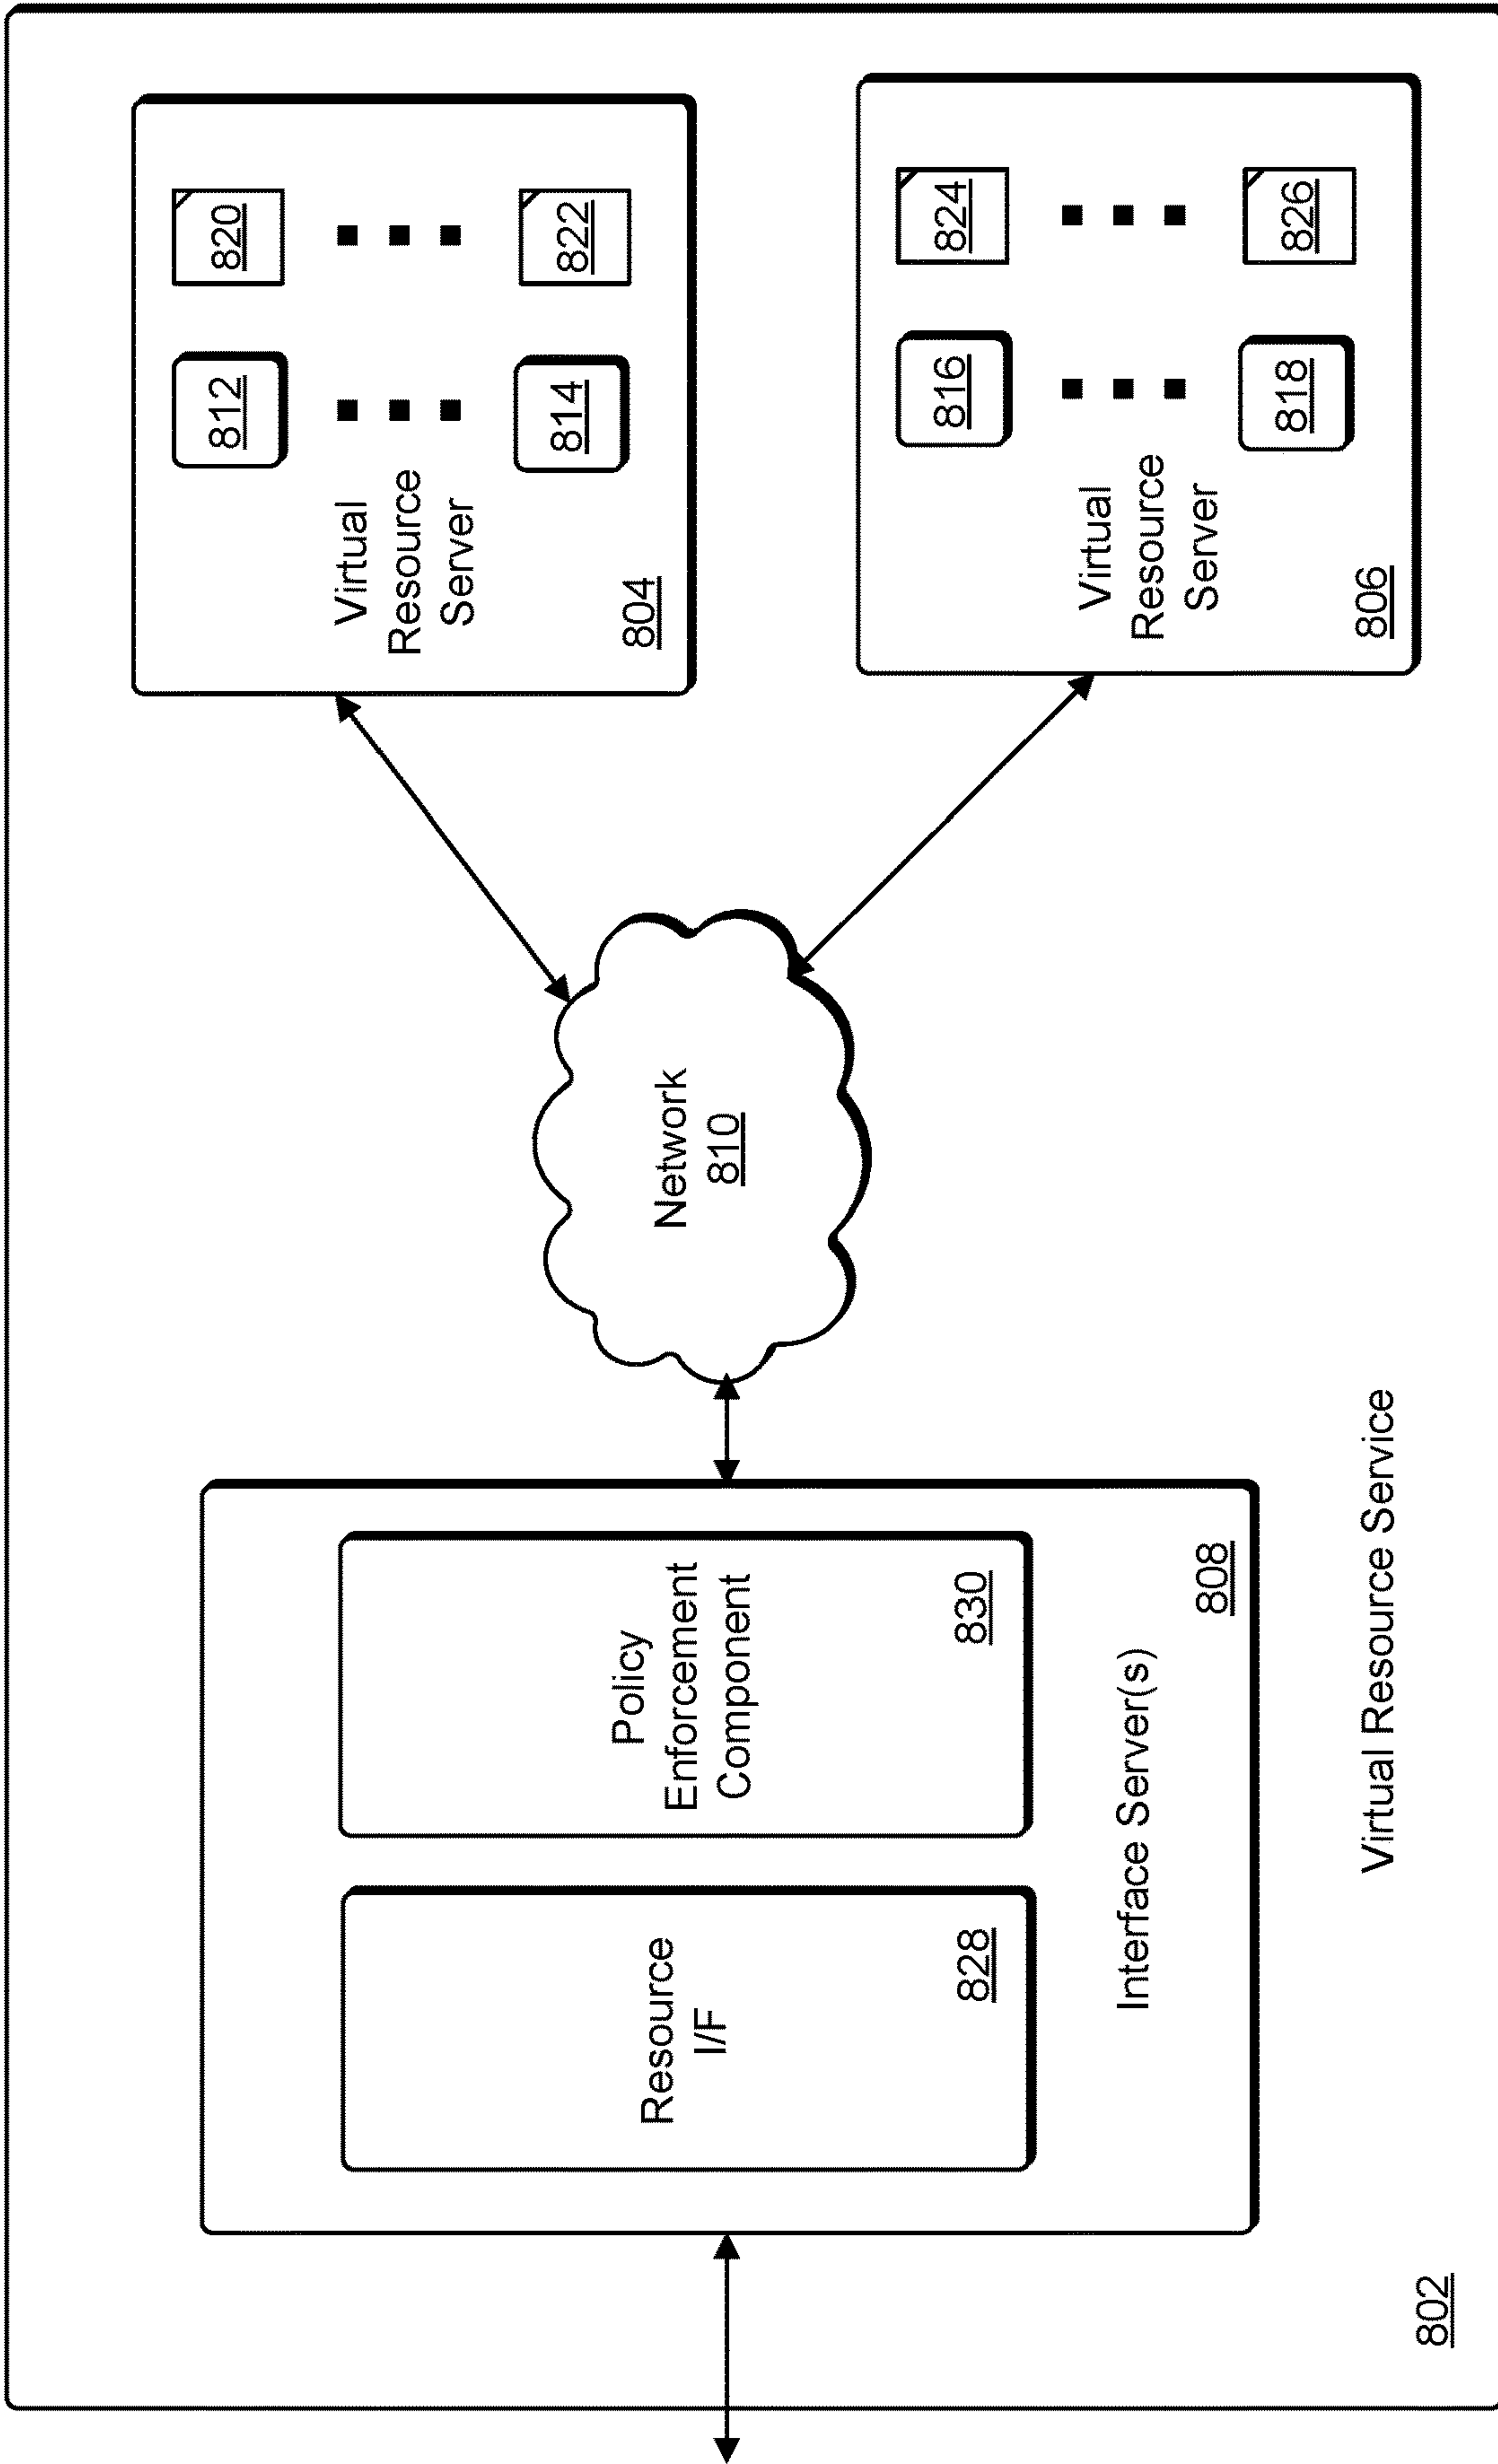 812
820
Virtual
Resource
Server
814
822
804
Resource
I/F
828
Policy
Enforcement
Component
830
Interface Server(s)
808
Network
810
816
824
Virtual
Resource
Server
818
826
806
Virtual Resource Service
802